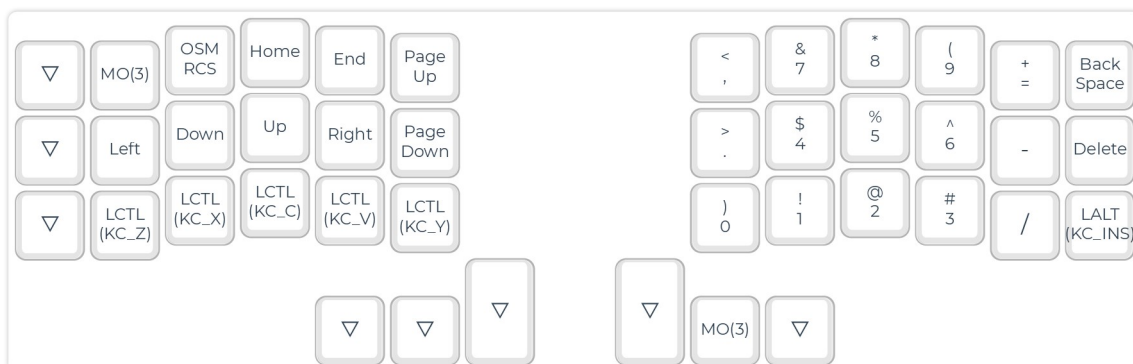 ▽ MO(3) OSM RCS Home End Page Up < , & 7 * 8 ( 9 + = Back Space
▽ Left Down Up Right Page Down > . $ 4 % 5 ^ 6 - Delete
▽ LCTL (KC_Z) LCTL (KC_X) LCTL (KC_C) LCTL (KC_V) LCTL (KC_Y) ) 0 ! 1 @ 2 # 3 / LALT (KC_INS)
▽ ▽ ▽ ▽ MO(3) ▽